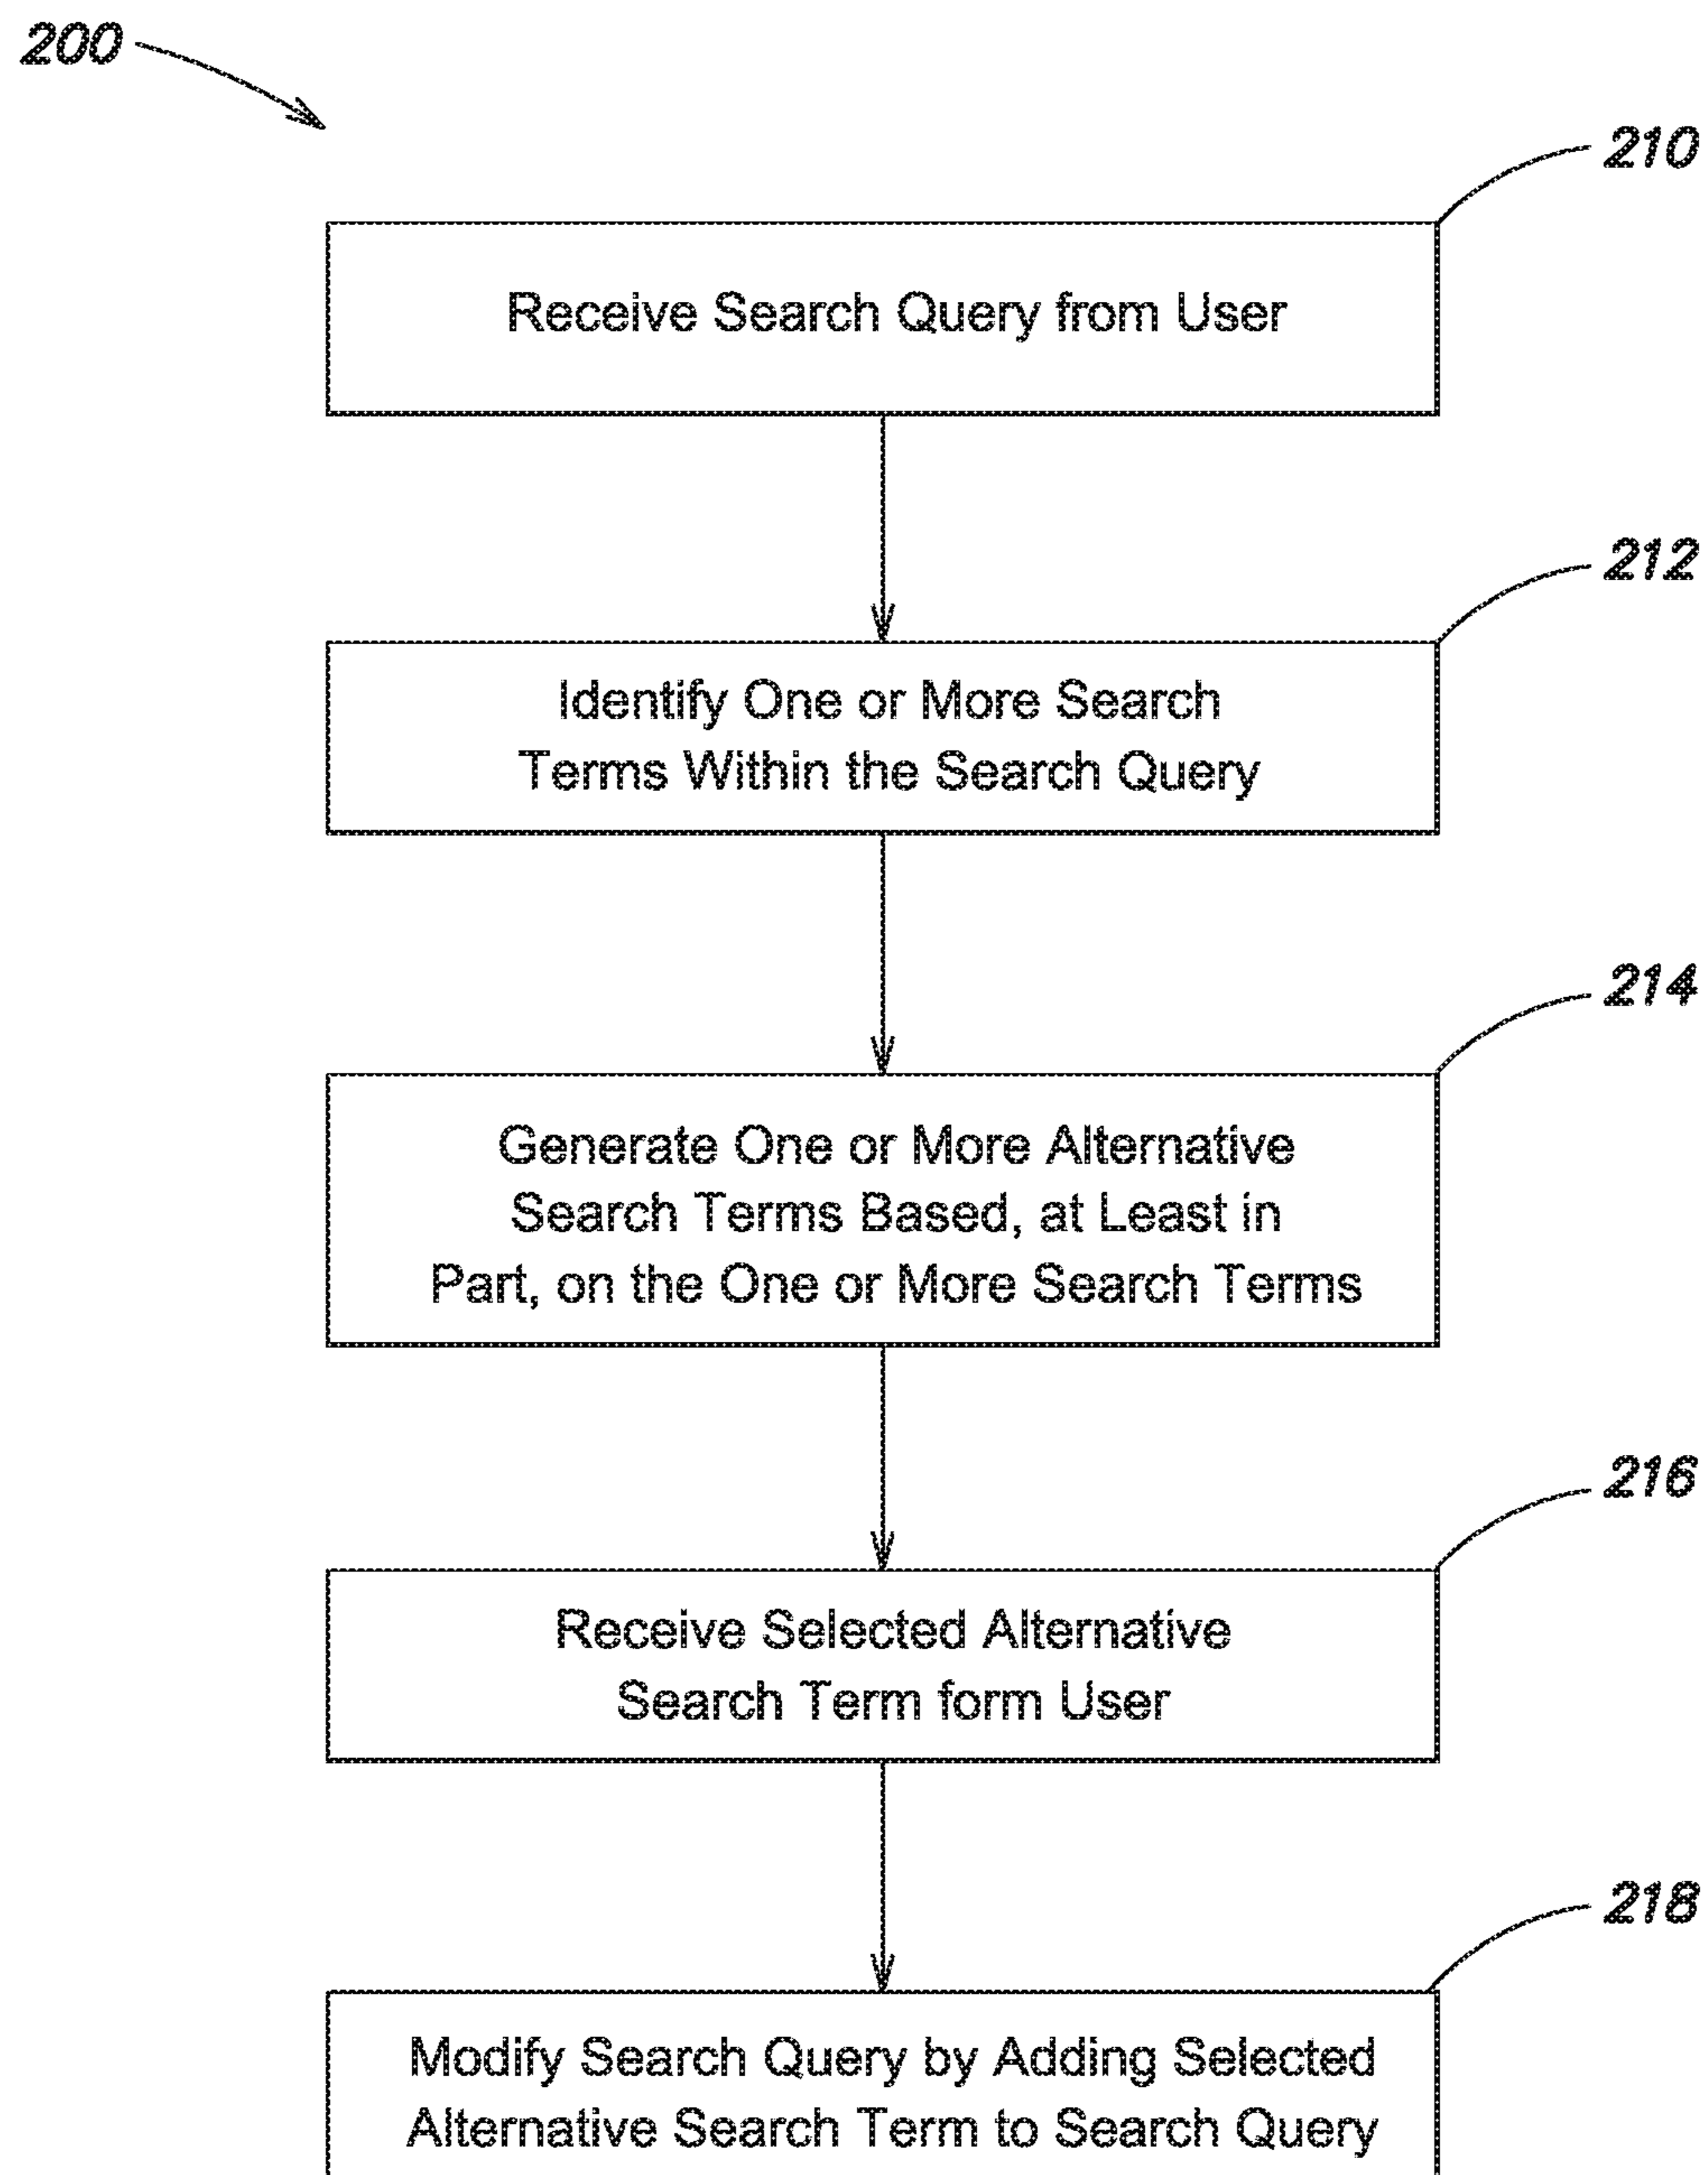 200
210
Receive Search Query from User
212
Identify One or More Search
Terms Within the Search Query
214
Generate One or More Alternative
Search Terms Based, at Least in
Part, on the One or More Search Terms
216
Receive Selected Alternative
Search Term form User
218
Modify Search Query by Adding Selected
Alternative Search Term to Search Query